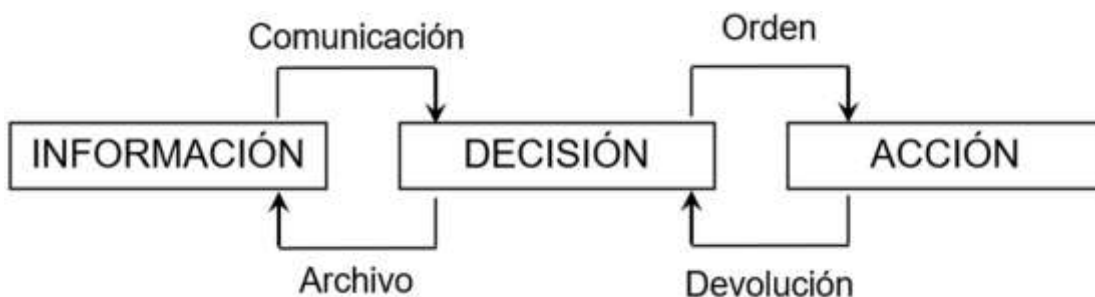 Comunicación
Orden
INFORMACIÓN
DECISIÓN
ACCIÓN
Archivo
Devolución